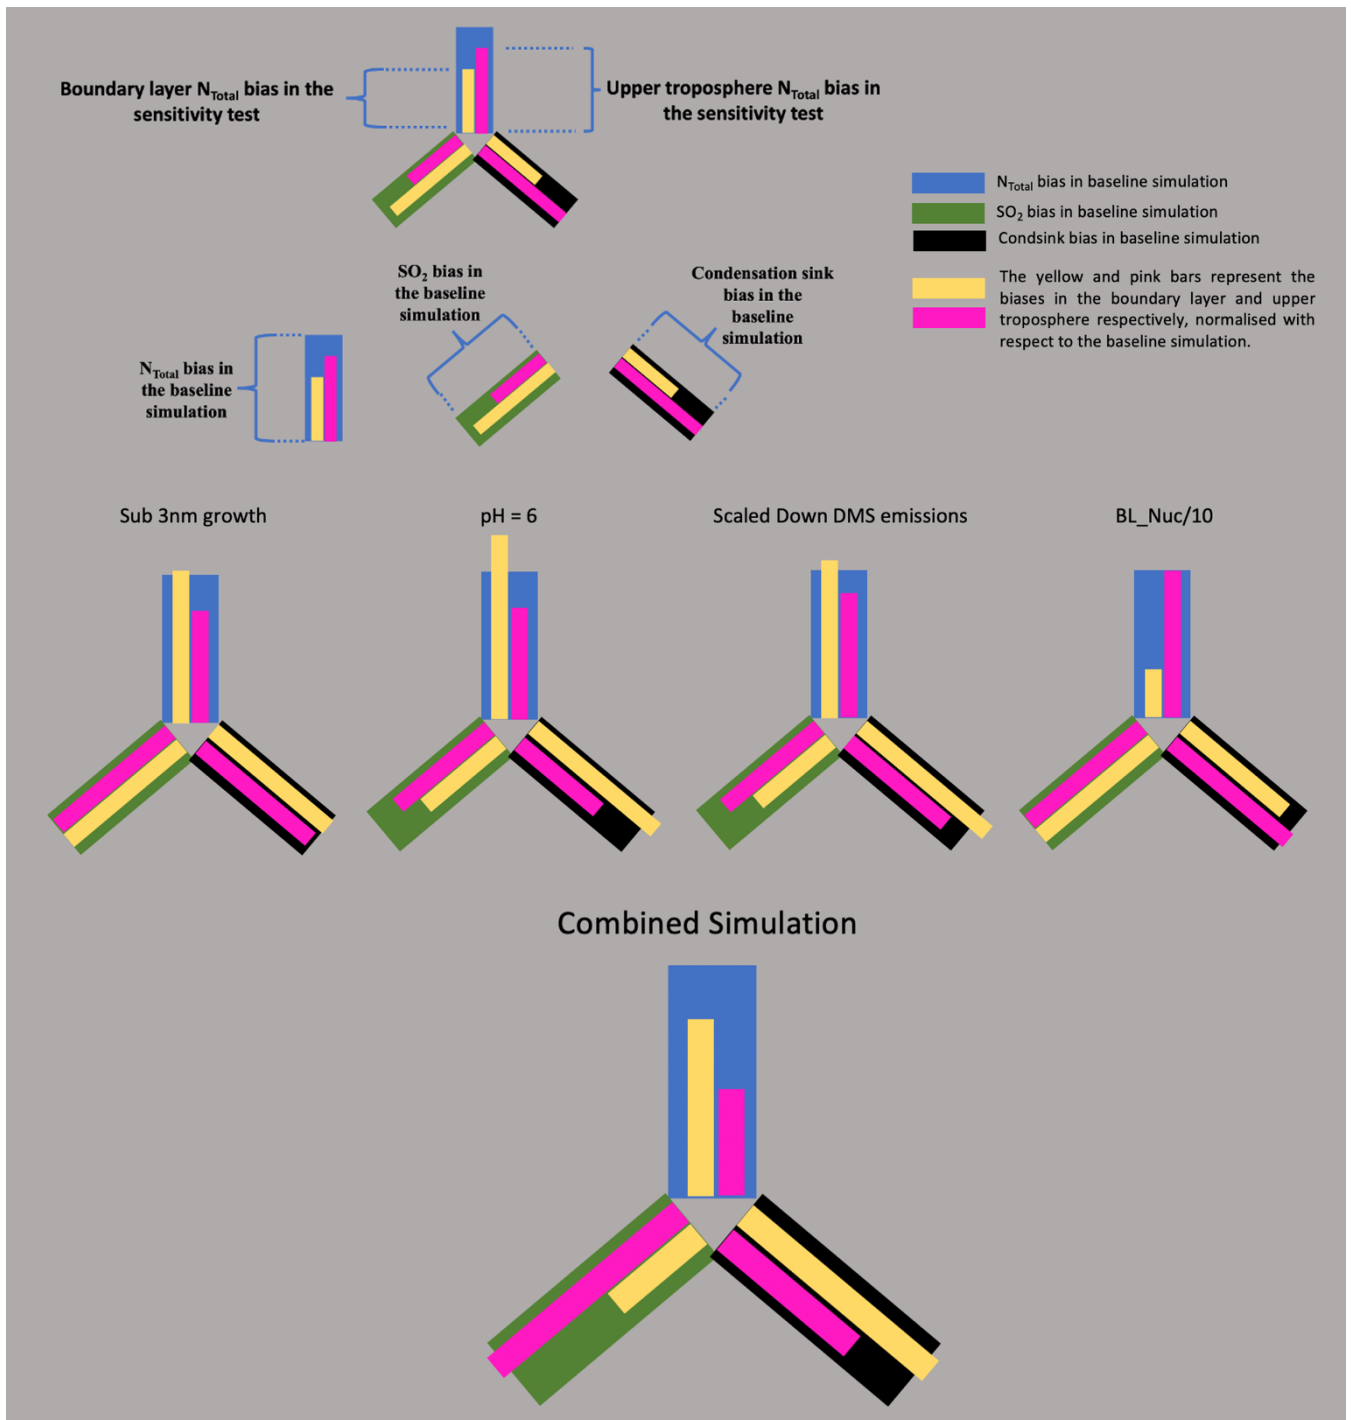 Boundary layer NTotal bias in the
sensitivity test
Upper troposphere NTotal bias in
the sensitivity test
NTotal bias in baseline simulation
SO2 bias in baseline simulation
Condsink bias in baseline simulation
The yellow and pink bars represent the
biases in the boundary layer and upper
troposphere respectively, normalised with
respect to the baseline simulation.
SO2 bias in
the baseline
simulation
Condensation sink
bias in the
baseline
simulation
NTotal bias in
the baseline
simulation
Sub 3nm growth
pH = 6
Scaled Down DMS emissions
BL_Nuc/10
Combined Simulation